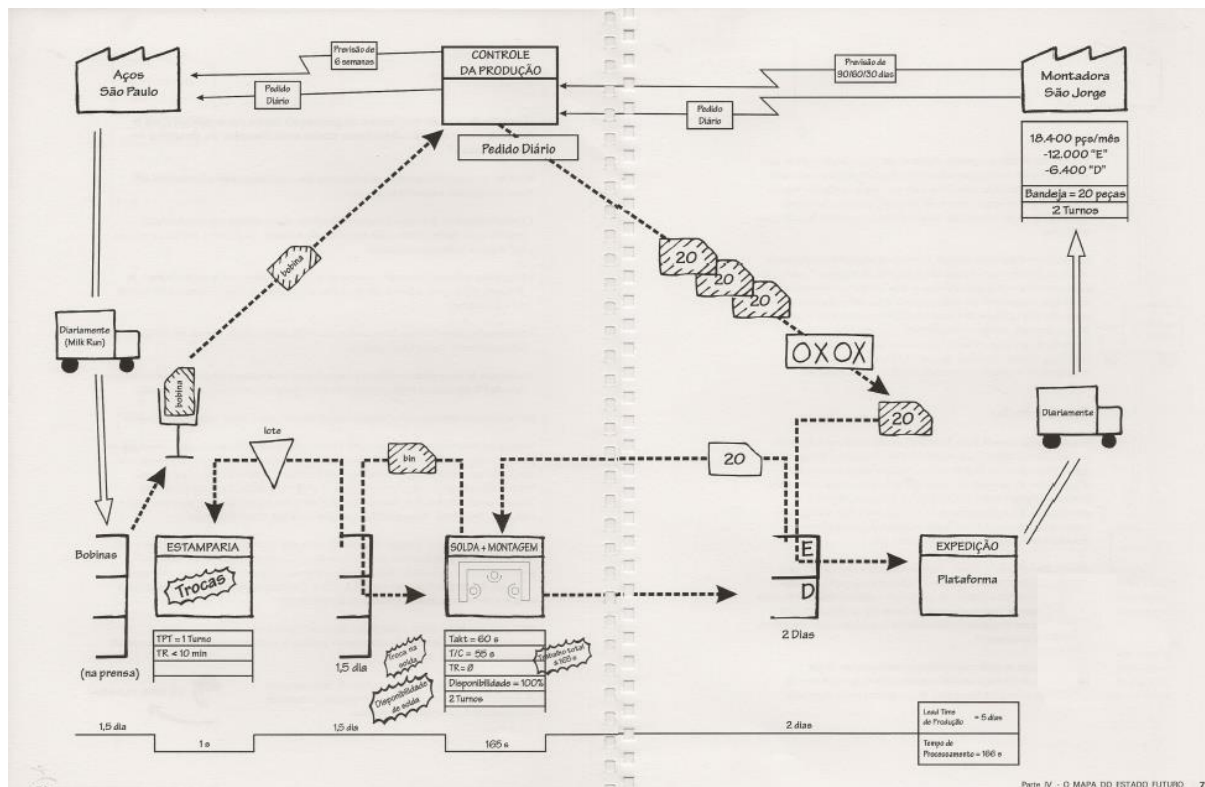 Aços
São Paulo
Previsão de
6 semanas
Pedido
Diário
CONTROLE
DA PRODUÇÃO
Pedido Diário
Previsão de
90/60/30 dias
Pedido
Diário
Montadora
São Jorge
18.400 pçs/mês
-12.000 "E"
-6.400 "D"
Bandeja = 20 peças
2 Turnos
bobina
20
20
20
OXOX
Diariamente
(Milk Run)
bobina
20
Diariamente
lote
bin
20
Bobinas
(na prensa)
ESTAMPARIA
Trocas
TPT = 1 Turno
TR < 10 min
1,5 dia
SOLDA + MONTAGEM
Takt = 60 s
T/C = 55 s
TR = Ø
Disponibilidade = 100%
2 Turnos
Troca na
solda
Disponibilidade
de solda
Trabalho total
≤ 165 s
E
D
2 Dias
EXPEDIÇÃO
Plataforma
1,5 dia
1 s
1,5 dia
165 s
2 dias
Lead Time
de Produção = 5 dias
Tempo de
Processamento = 166 s
Parte IV - O MAPA DO ESTADO FUTURO 7